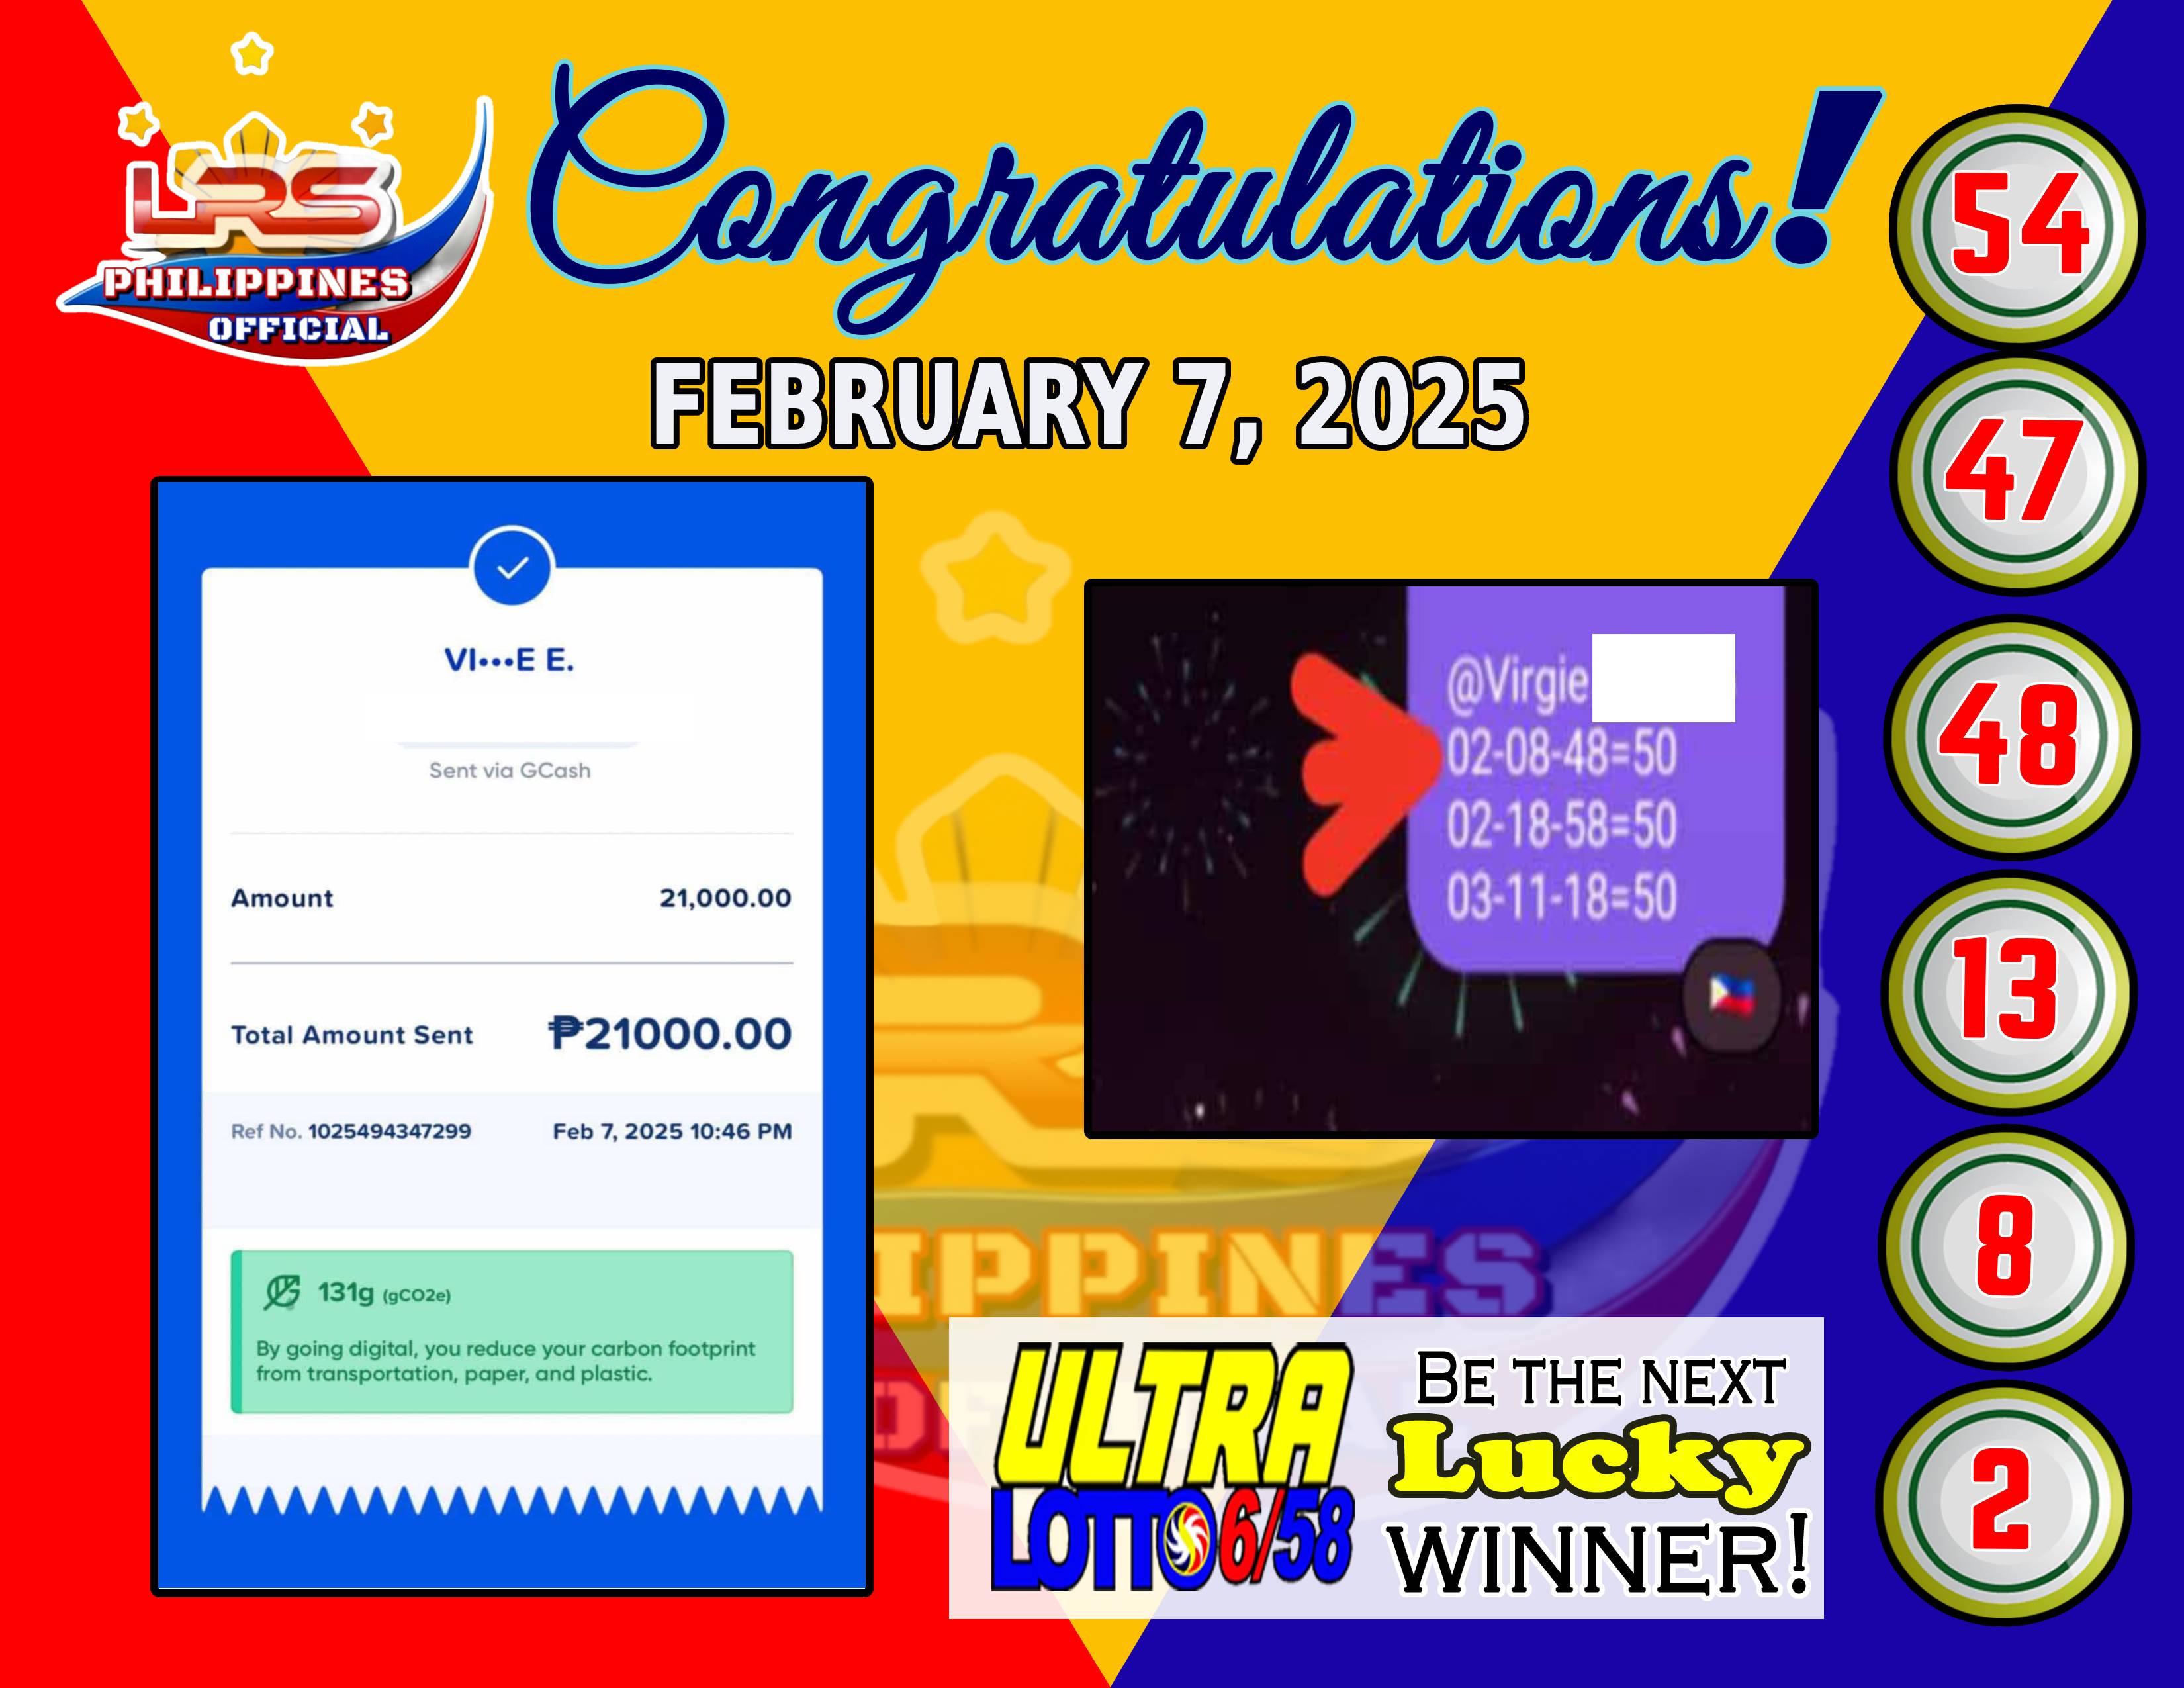 LRS
PHILIPPINES
OFFICIAL
Congratulations!
FEBRUARY 7, 2025
VI•••E E.
Sent via GCash
Amount 21,000.00
Total Amount Sent ₱21000.00
Ref No. 1025494347299 Feb 7, 2025 10:46 PM
131g (gCO2e)
By going digital, you reduce your carbon footprint
from transportation, paper, and plastic.
@Virgie
02-08-48=50
02-18-58=50
03-11-18=50
IPPINES
ULTRA
LOTTO 6/58
BE THE NEXT
Lucky
WINNER!
54
47
48
13
8
2